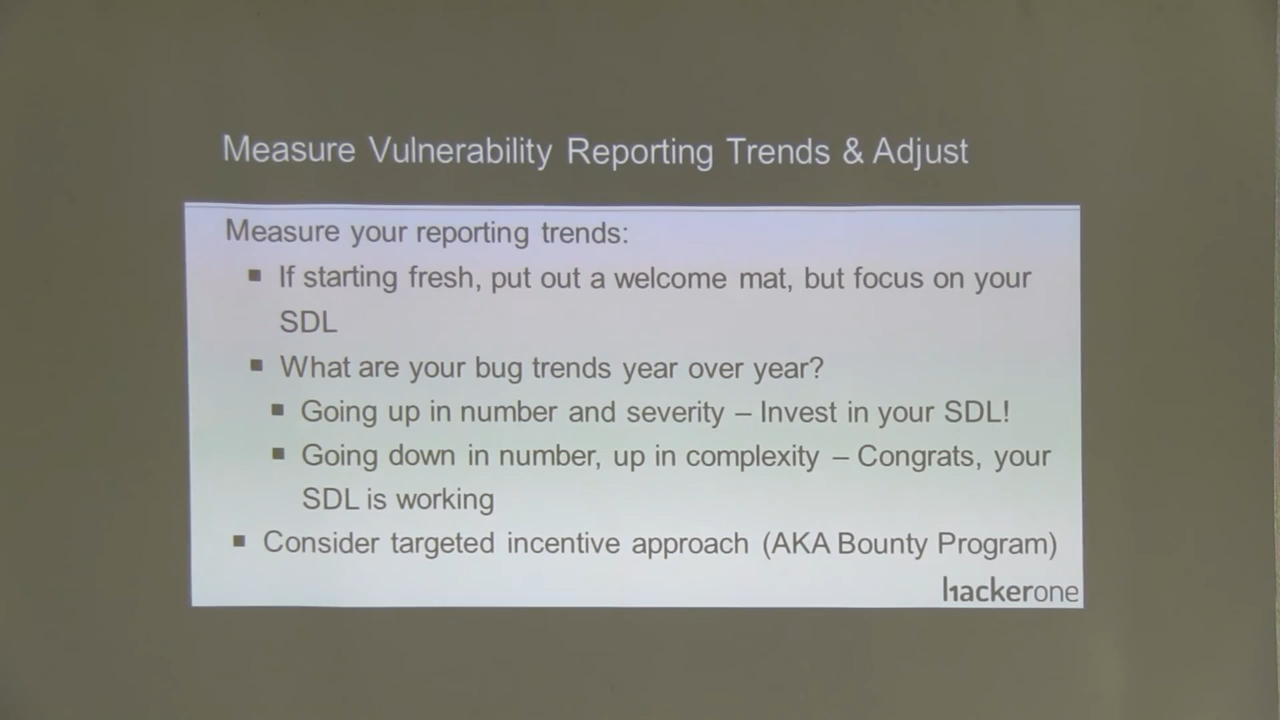 Measure Vulnerability Reporting Trends & Adjust
Measure your reporting trends:
▪ If starting fresh, put out a welcome mat, but focus on your
SDL
▪ What are your bug trends year over year?
▪ Going up in number and severity – Invest in your SDL!
▪ Going down in number, up in complexity – Congrats, your
SDL is working
▪ Consider targeted incentive approach (AKA Bounty Program)
hackerone